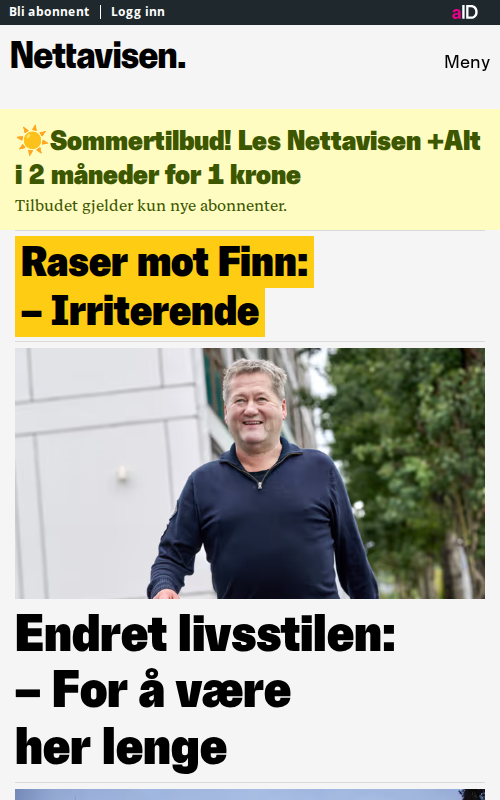 Bli abonnent | Logg inn
aID
Nettavisen.
Meny
☀️Sommertilbud! Les Nettavisen +Alt
i 2 måneder for 1 krone
Tilbudet gjelder kun nye abonnenter.
Raser mot Finn:
– Irriterende
Endret livsstilen:
– For å være
her lenge